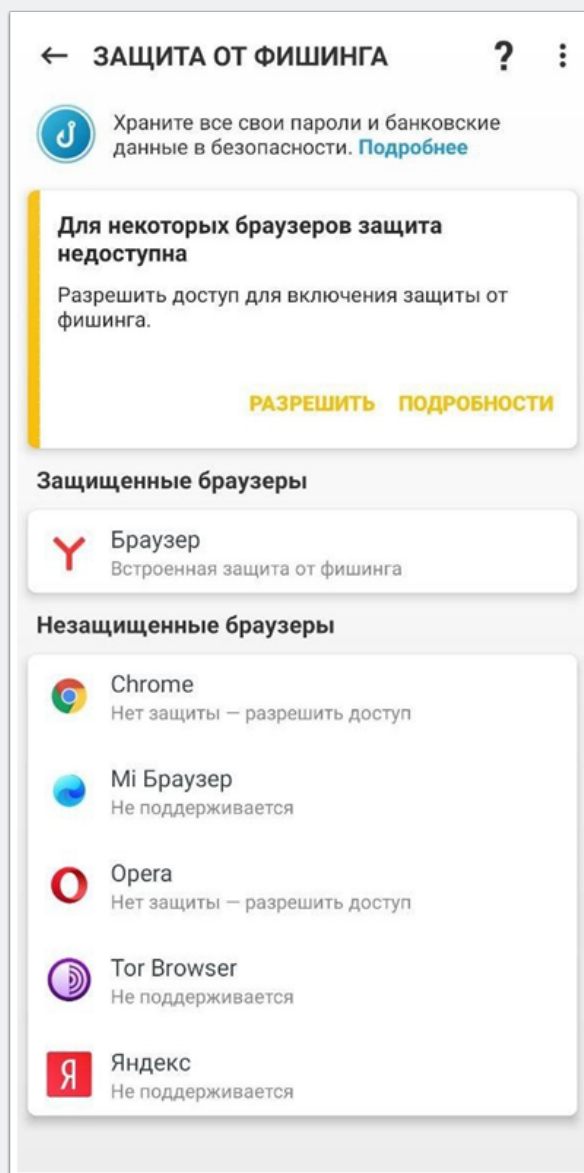 ЗАЩИТА ОТ ФИШИНГА ?
Храните все свои пароли и банковские
данные в безопасности. Подробнее
Для некоторых браузеров защита
недоступна
Разрешить доступ для включения защиты от
фишинга.
РАЗРЕШИТЬ ПОДРОБНОСТИ
Защищенные браузеры
Браузер
Встроенная защита от фишинга
Незащищенные браузеры
Chrome
Нет защиты — разрешить доступ
Mi Браузер
Не поддерживается
Opera
Нет защиты — разрешить доступ
Tor Browser
Не поддерживается
Я Яндекс
Не поддерживается